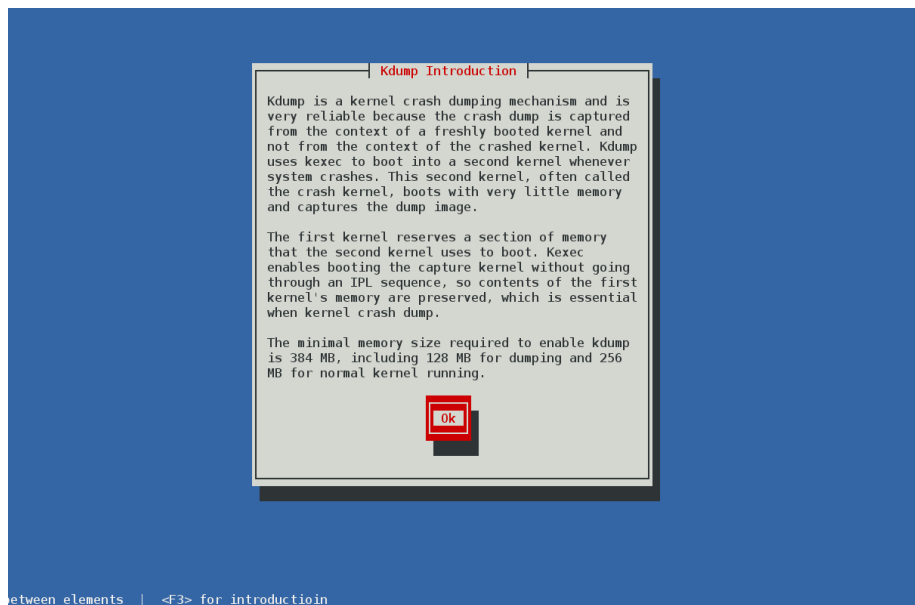 Kdump Introduction
Kdump is a kernel crash dumping mechanism and is
very reliable because the crash dump is captured
from the context of a freshly booted kernel and
not from the context of the crashed kernel. Kdump
uses kexec to boot into a second kernel whenever
system crashes. This second kernel, often called
the crash kernel, boots with very little memory
and captures the dump image.
The first kernel reserves a section of memory
that the second kernel uses to boot. Kexec
enables booting the capture kernel without going
through an IPL sequence, so contents of the first
kernel's memory are preserved, which is essential
when kernel crash dump.
The minimal memory size required to enable kdump
is 384 MB, including 128 MB for dumping and 256
MB for normal kernel running.
Ok
between elements | <F3> for introductioin